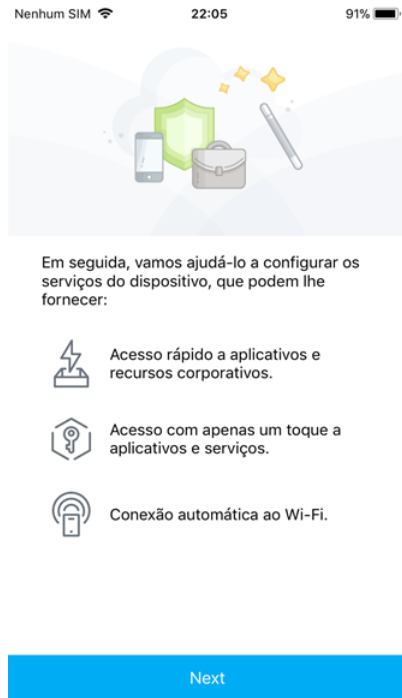 Nenhum SIM 22:05 91%
Em seguida, vamos ajudá-lo a configurar os
serviços do dispositivo, que podem lhe
fornecer:
Acesso rápido a aplicativos e
recursos corporativos.
Acesso com apenas um toque a
aplicativos e serviços.
Conexão automática ao Wi-Fi.
Next